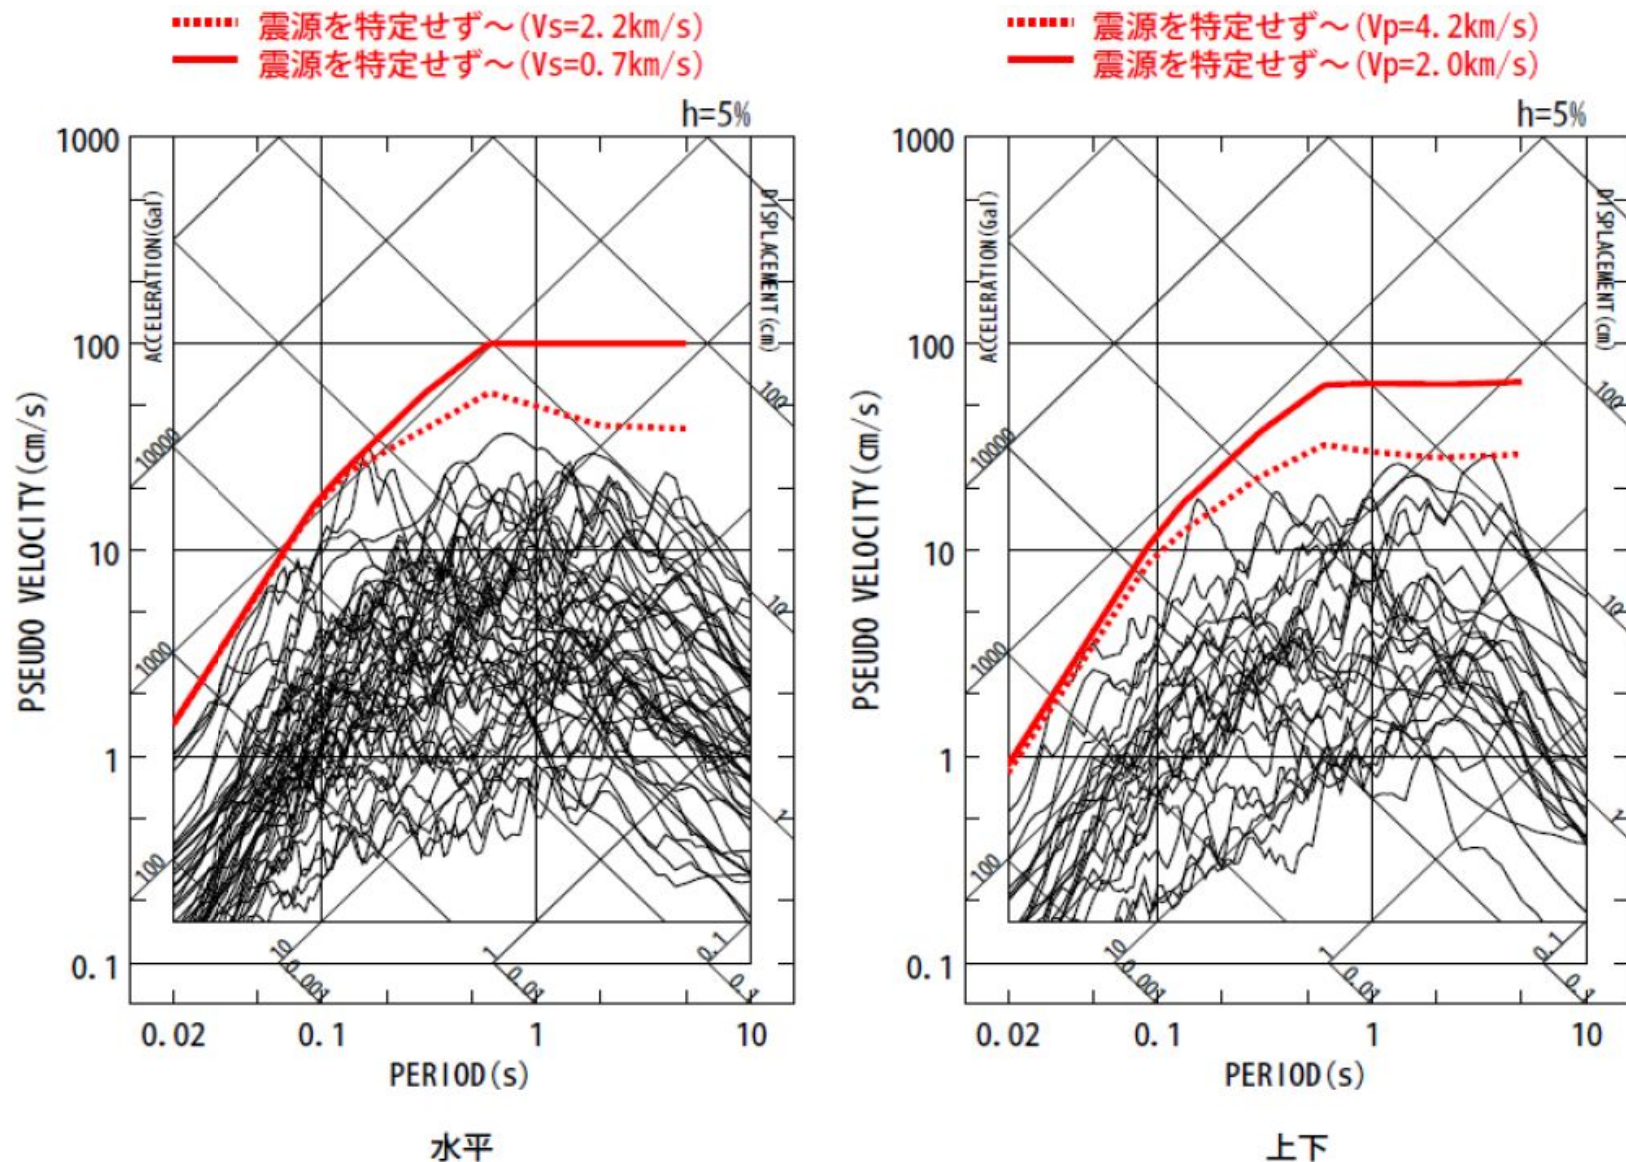 震源を特定せず～(Vs=2.2km/s)
震源を特定せず～(Vs=0.7km/s)
h=5%
1000
100
10
1
0.1
PSEUDO VELOCITY(cm/s)
ACCELERATION(Gal)
DISPLACEMENT(cm)
10000
1000
100
10
1
0.1
100
10
1
0.1
0.01
0.001
0.02
0.1
1
10
PERIOD(s)
水平
震源を特定せず～(Vp=4.2km/s)
震源を特定せず～(Vp=2.0km/s)
h=5%
1000
100
10
1
0.1
PSEUDO VELOCITY(cm/s)
ACCELERATION(Gal)
DISPLACEMENT(cm)
10000
1000
100
10
1
0.1
100
10
1
0.1
0.01
0.001
0.02
0.1
1
10
PERIOD(s)
上下